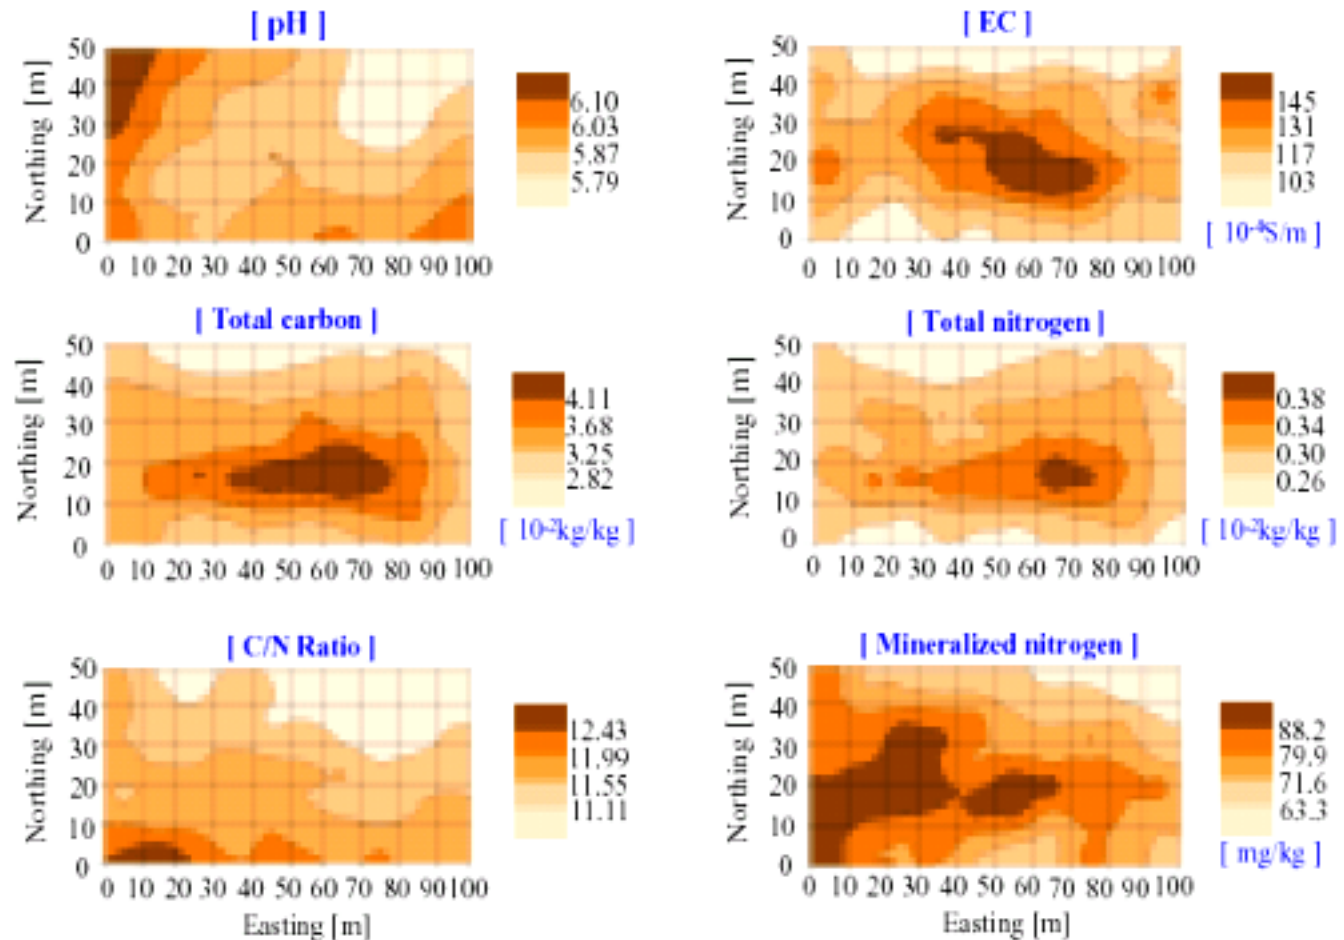 [ pH ]
50
40
30
20
10
0
Northing [m]
0 10 20 30 40 50 60 70 80 90 100
6.10
6.03
5.87
5.79
[ EC ]
50
40
30
20
10
0
Northing [m]
0 10 20 30 40 50 60 70 80 90 100
145
131
117
103
[ 10⁻⁴S/m ]
[ Total carbon ]
50
40
30
20
10
0
Northing [m]
0 10 20 30 40 50 60 70 80 90 100
4.11
3.68
3.25
2.82
[ 10⁻²kg/kg ]
[ Total nitrogen ]
50
40
30
20
10
0
Northing [m]
0 10 20 30 40 50 60 70 80 90 100
0.38
0.34
0.30
0.26
[ 10⁻²kg/kg ]
[ C/N Ratio ]
50
40
30
20
10
0
Northing [m]
0 10 20 30 40 50 60 70 80 90 100
Easting [m]
12.43
11.99
11.55
11.11
[ Mineralized nitrogen ]
50
40
30
20
10
0
Northing [m]
0 10 20 30 40 50 60 70 80 90 100
Easting [m]
88.2
79.9
71.6
63.3
[ mg/kg ]